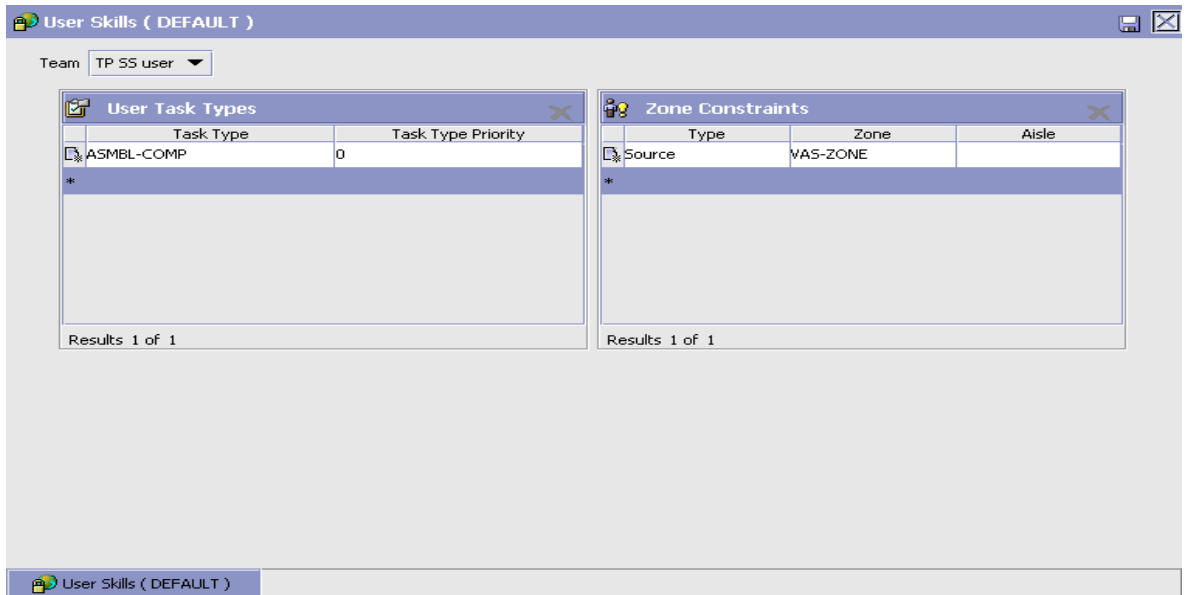 User Skills ( DEFAULT )
Team TP SS user
User Task Types
Task Type Task Type Priority
ASMBL-COMP 0
*
Results 1 of 1
Zone Constraints
Type Zone Aisle
Source VAS-ZONE
*
Results 1 of 1
User Skills ( DEFAULT )